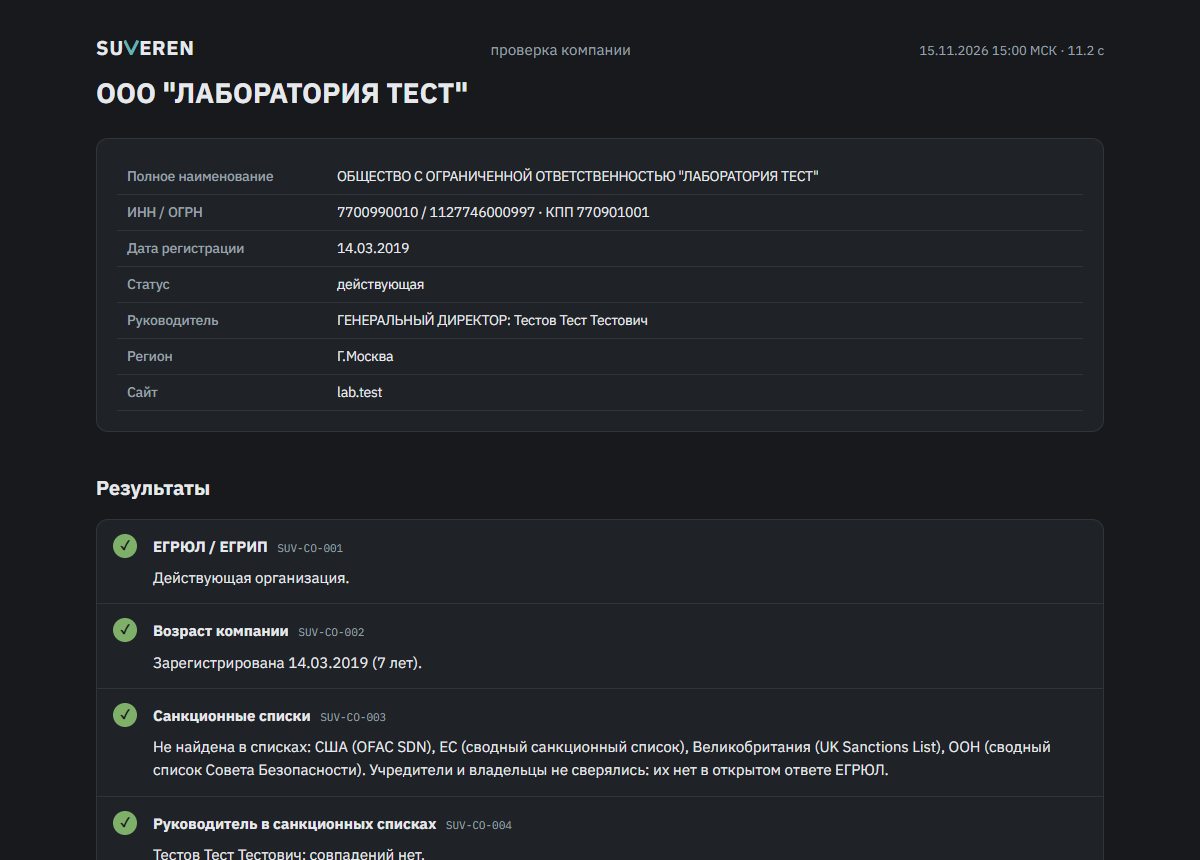 SUVEREN
проверка компании
15.11.2026 15:00 МСК · 11.2 с
ООО "ЛАБОРАТОРИЯ ТЕСТ"
Полное наименование ОБЩЕСТВО С ОГРАНИЧЕННОЙ ОТВЕТСТВЕННОСТЬЮ "ЛАБОРАТОРИЯ ТЕСТ"
ИНН / ОГРН 7700990010 / 1127746000997 · КПП 770901001
Дата регистрации 14.03.2019
Статус действующая
Руководитель ГЕНЕРАЛЬНЫЙ ДИРЕКТОР: Тестов Тест Тестович
Регион Г.Москва
Сайт lab.test
Результаты
ЕГРЮЛ / ЕГРИП SUV-CO-001
Действующая организация.
Возраст компании SUV-CO-002
Зарегистрирована 14.03.2019 (7 лет).
Санкционные списки SUV-CO-003
Не найдена в списках: США (OFAC SDN), ЕС (сводный санкционный список), Великобритания (UK Sanctions List), ООН (сводный
список Совета Безопасности). Учредители и владельцы не сверялись: их нет в открытом ответе ЕГРЮЛ.
Руководитель в санкционных списках SUV-CO-004
Тестов Тест Тестович: совпадений нет.